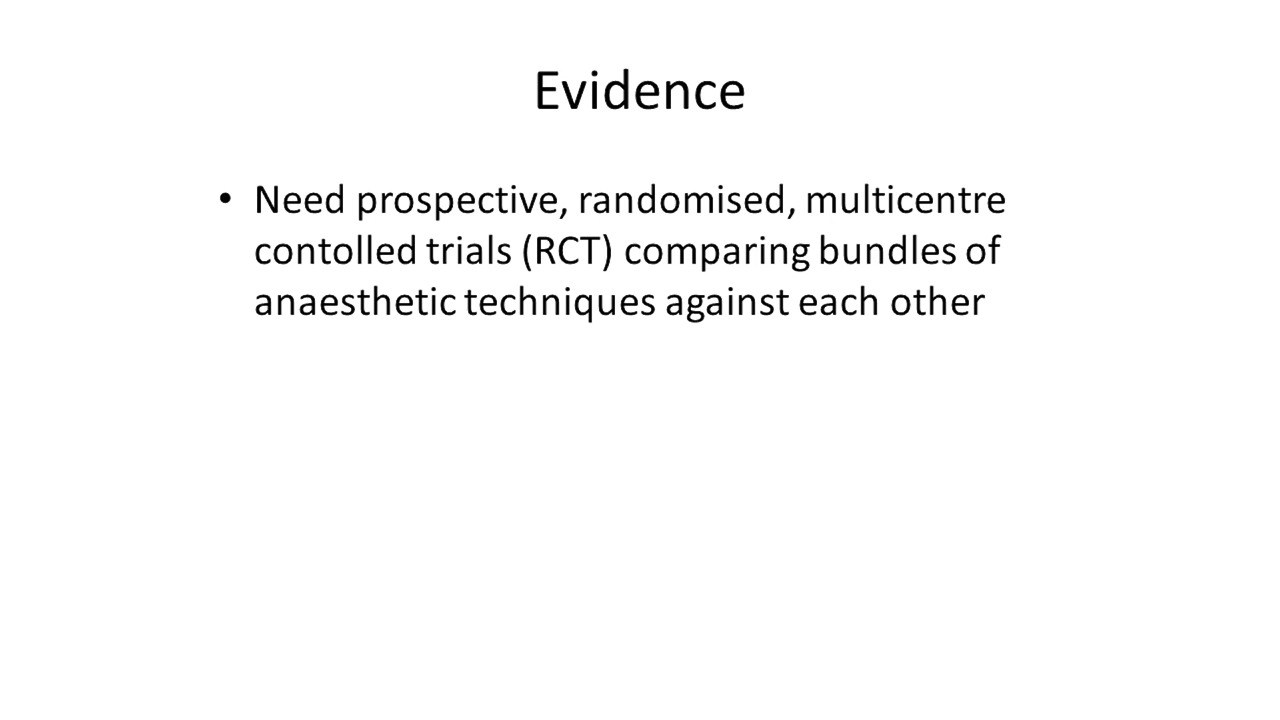 Evidence
• Need prospective, randomised, multicentre
contolled trials (RCT) comparing bundles of
anaesthetic techniques against each other